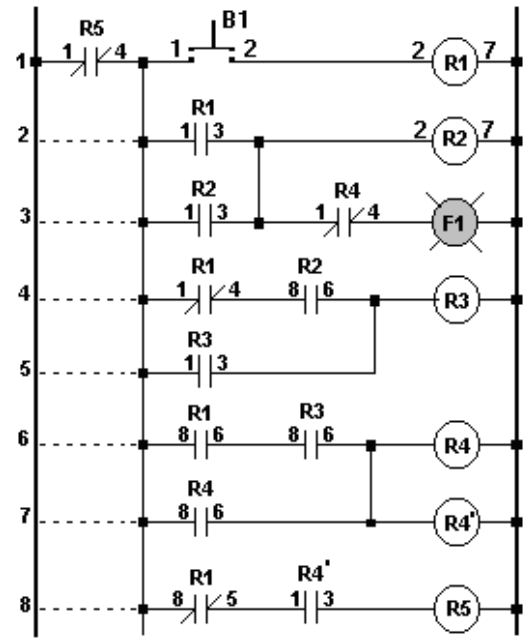 R5 B1
1 1 4 1 2 2 R1 7
R1
2 1 3 2 R2 7
R2 R4
3 1 3 1 4 F1
R1 R2
4 1 4 8 6 R3
R3
5 1 3
R1 R3
6 8 6 8 6 R4
R4
7 8 6 R4'
R1 R4'
8 8 5 1 3 R5